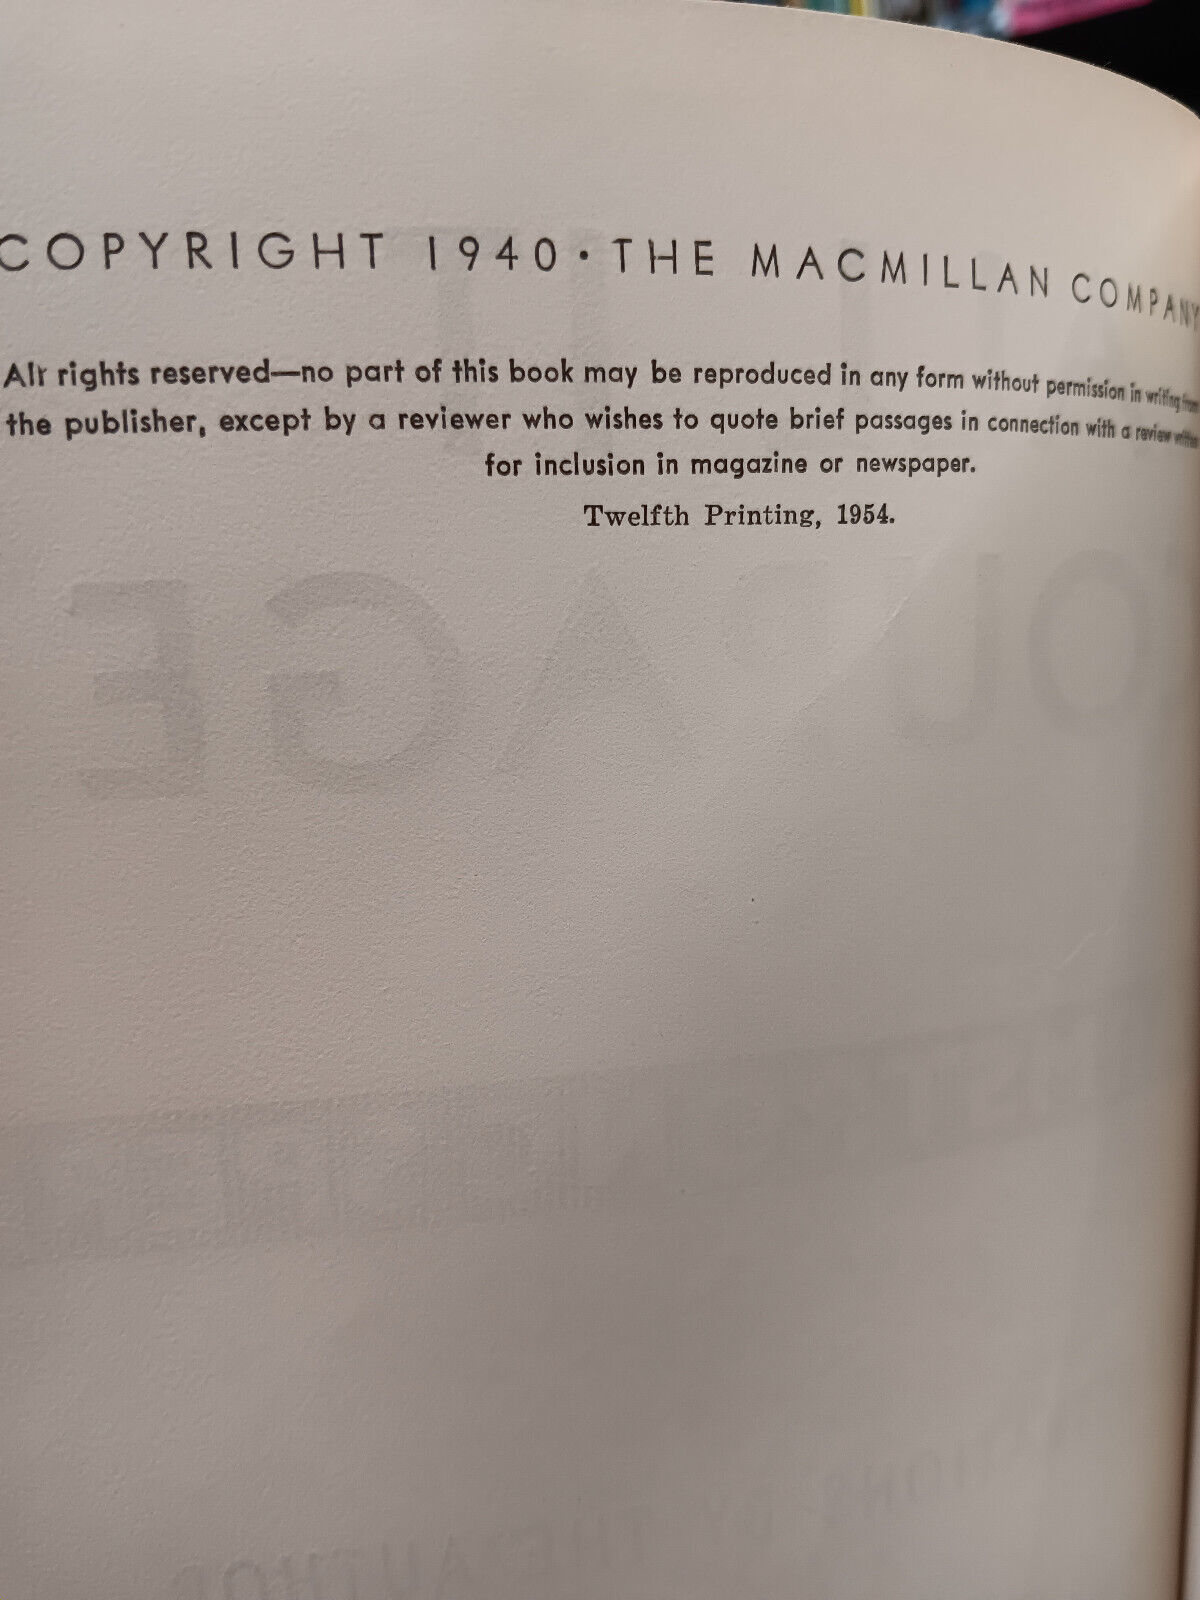 COPYRIGHT 1940 · THE MACMILLAN COMPANY
All rights reserved—no part of this book may be reproduced in any form without permission in writing from
the publisher, except by a reviewer who wishes to quote brief passages in connection with a review written
for inclusion in magazine or newspaper.
Twelfth Printing, 1954.